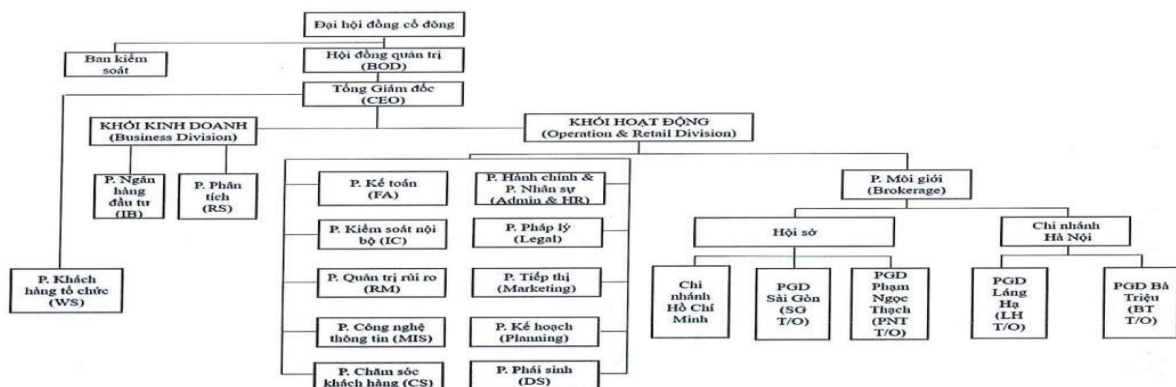 Đại hội đồng cổ đông
Ban kiểm
soát
Hội đồng quản trị
(BOD)
Tổng Giám đốc
(CEO)
KHỐI KINH DOANH
(Business Division)
KHỐI HOẠT ĐỘNG
(Operation & Retail Division)
P. Ngân
hàng
đầu tư
(IB)
P. Phân
tích
(RS)
P. Khách
hàng tổ chức
(WS)
P. Kế toán
(FA)
P. Hành chính &
P. Nhân sự
(Admin & HR)
P. Kiểm soát nội
bộ (IC)
P. Pháp lý
(Legal)
P. Quản trị rủi ro
(RM)
P. Tiếp thị
(Marketing)
P. Công nghệ
thông tin (MIS)
P. Kế hoạch
(Planning)
P. Chăm sóc
khách hàng (CS)
P. Phái sinh
(DS)
P. Môi giới
(Brokerage)
Hội sở
Chi nhánh
Hà Nội
Chi
nhánh
Hồ Chí
Minh
PGD
Sài Gòn
(SG
T/O)
PGD
Phạm
Ngọc
Thạch
(PNT
T/O)
PGD
Láng
Hạ
(LH
T/O)
PGD Bà
Triệu
(BT
T/O)